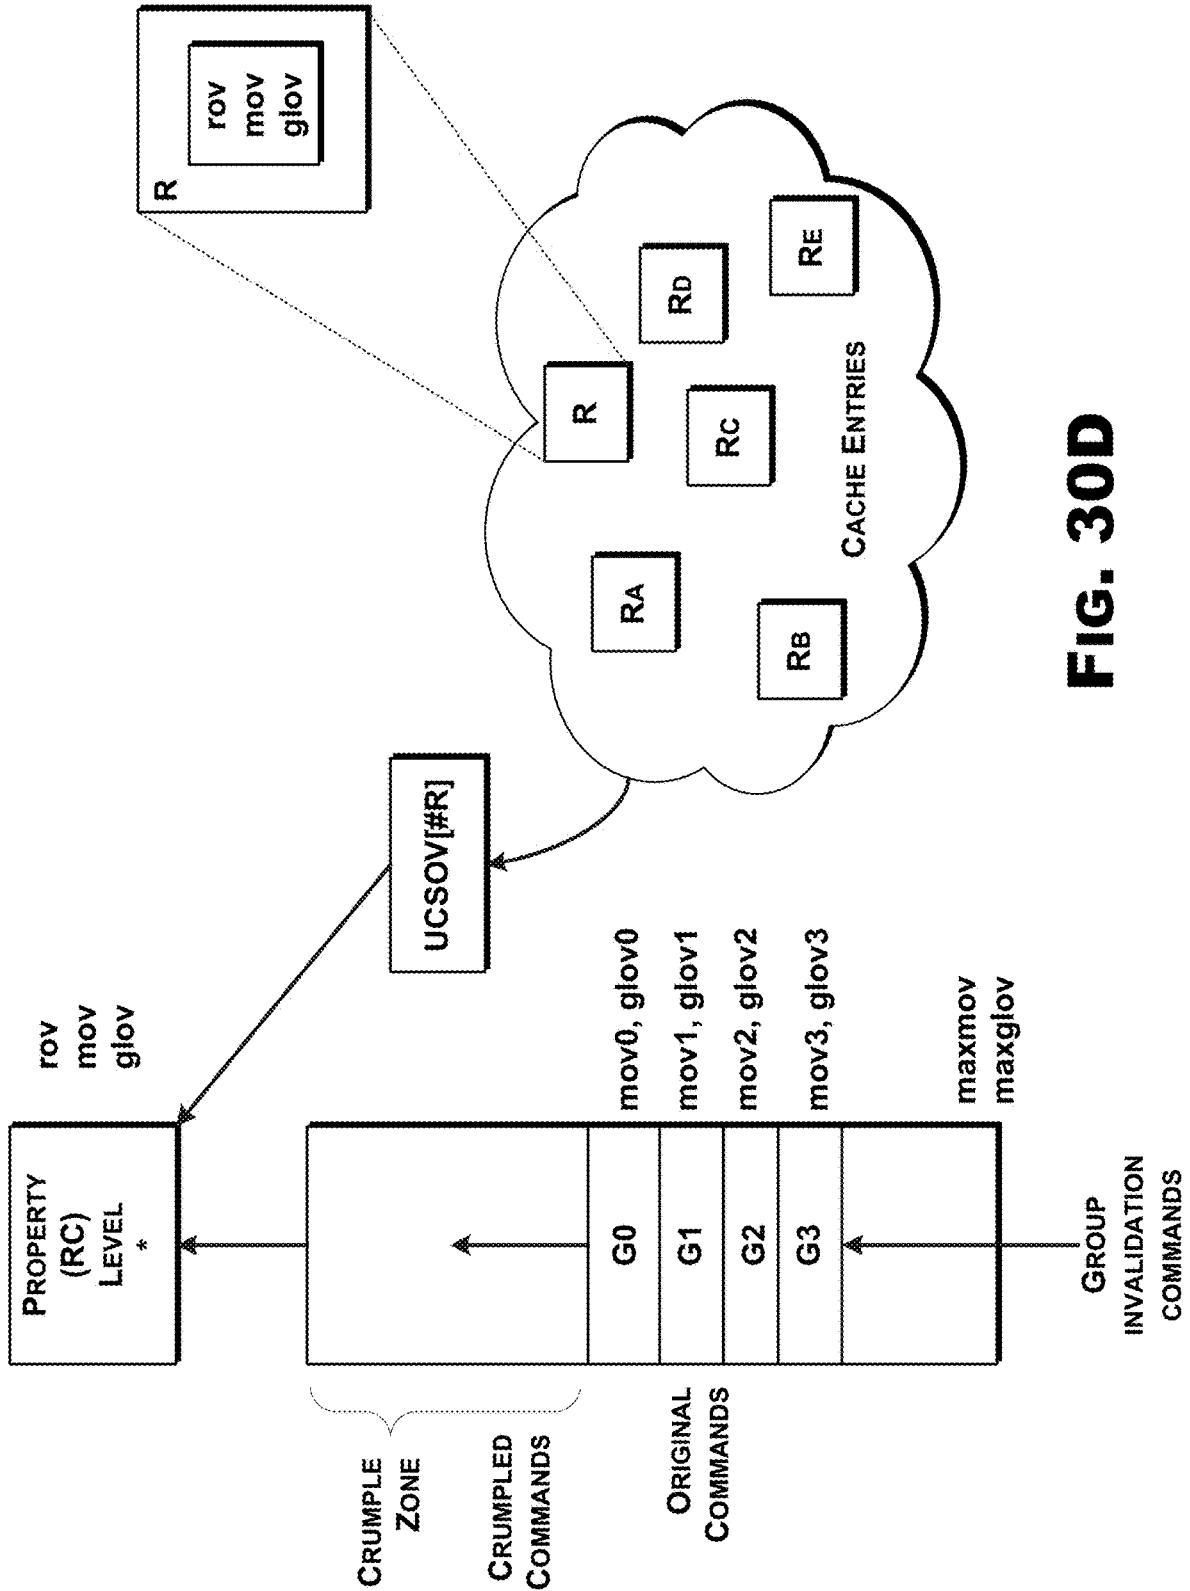 PROPERTY
(RC)
LEVEL
*
rov
mov
glov
R
rov
mov
glov
UCSOV[#R]
CRUMPLE
ZONE
CRUMPLED
COMMANDS
ORIGINAL
COMMANDS
G0
mov0, glov0
G1
mov1, glov1
G2
mov2, glov2
G3
mov3, glov3
maxmov
maxglov
GROUP
INVALIDATION
COMMANDS
R
RA
RD
RC
RB
RE
CACHE ENTRIES
FIG. 30D